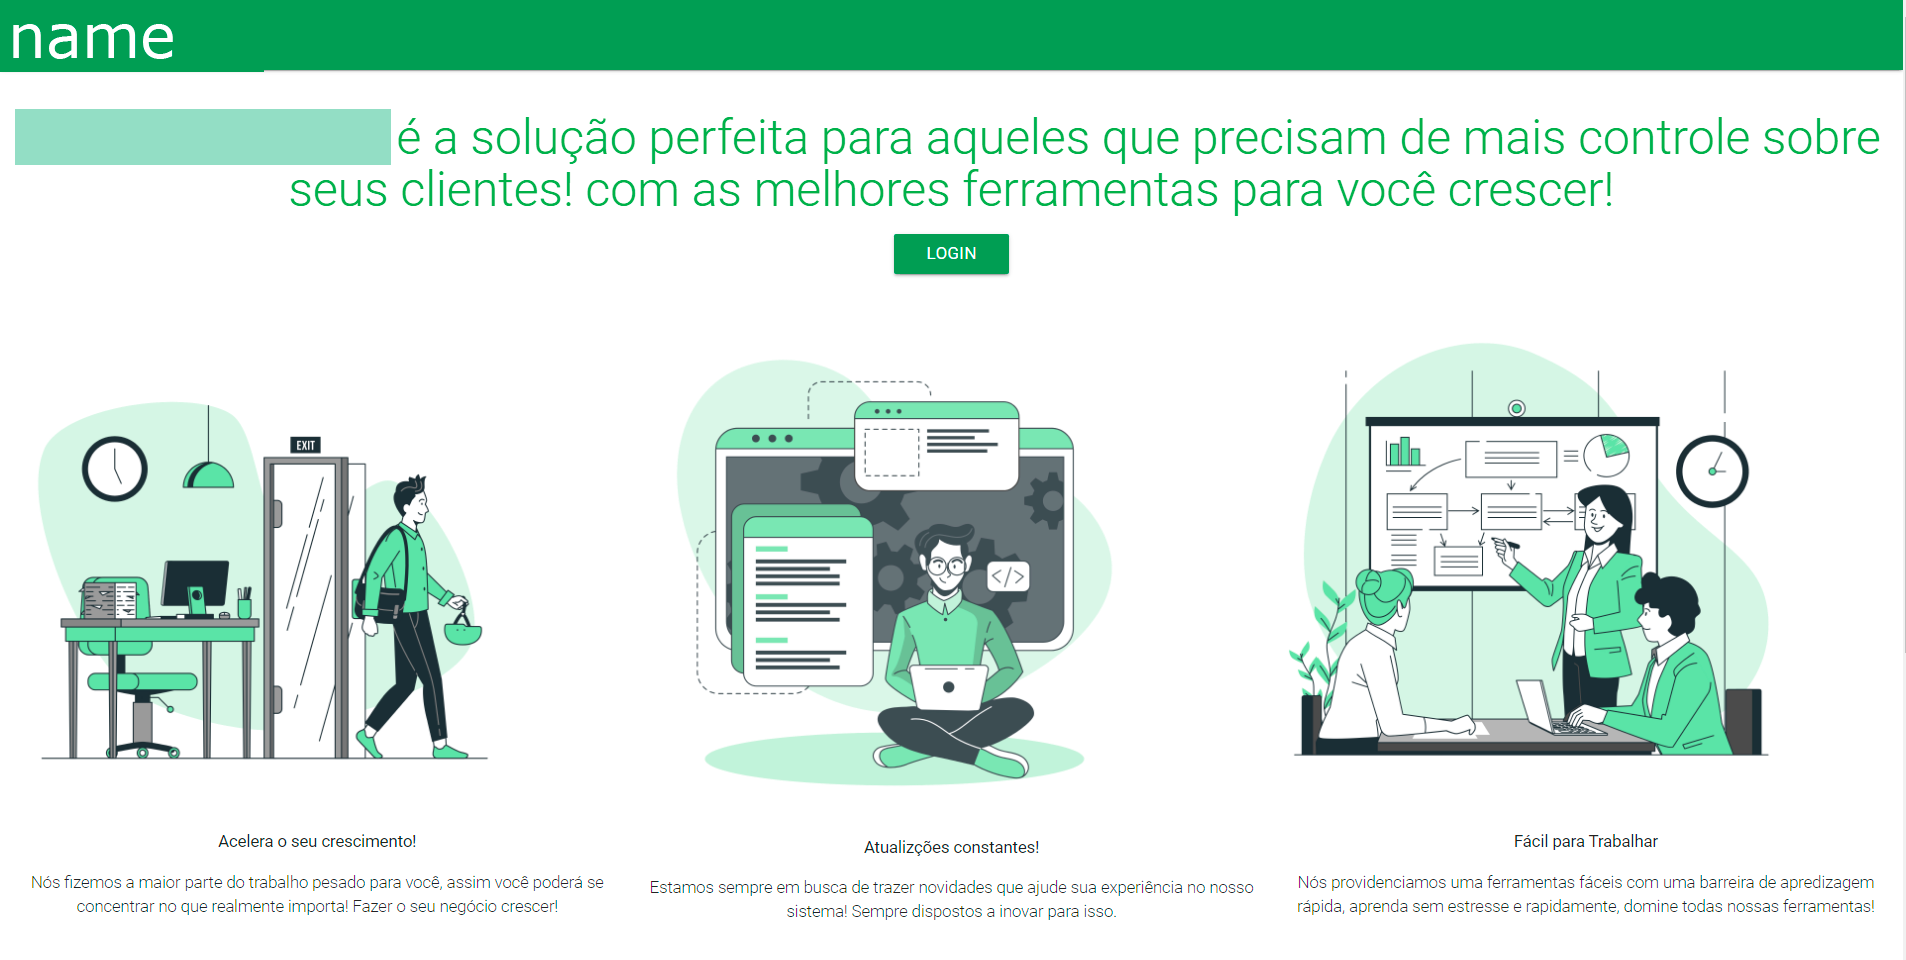 name
é a solução perfeita para aqueles que precisam de mais controle sobre
seus clientes! com as melhores ferramentas para você crescer!
LOGIN
EXIT
</>
Acelera o seu crescimento!
Nós fizemos a maior parte do trabalho pesado para você, assim você poderá se
concentrar no que realmente importa! Fazer o seu negócio crescer!
Atualizções constantes!
Estamos sempre em busca de trazer novidades que ajude sua experiência no nosso
sistema! Sempre dispostos a inovar para isso.
Fácil para Trabalhar
Nós providenciamos uma ferramentas fáceis com uma barreira de apredizagem
rápida, aprenda sem estresse e rapidamente, domine todas nossas ferramentas!